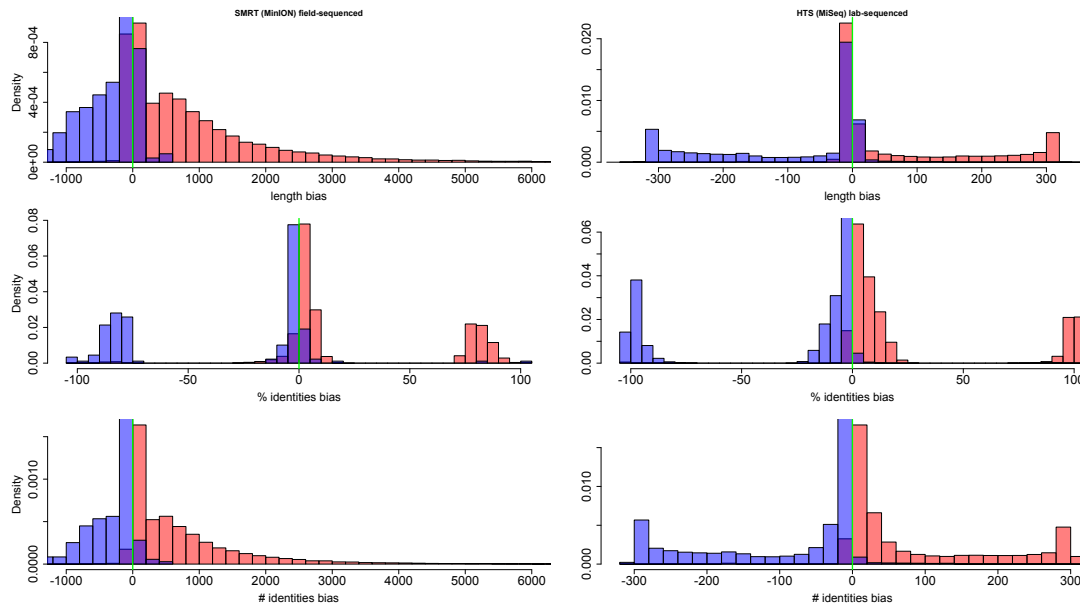 SMRT (MinION) field-sequenced
HTS (MiSeq) lab-sequenced
Density
0e+00 4e-04 8e-04
-1000 0 1000 2000 3000 4000 5000 6000
length bias
0.000 0.010 0.020
-300 -100 0 100 200 300
length bias
Density
0.00 0.02 0.04 0.06 0.08
-100 -50 0 50 100
% identities bias
0.00 0.02 0.04 0.06
-100 -50 0 50 100
% identities bias
Density
0.0000 0.0010
-1000 0 1000 2000 3000 4000 5000 6000
# identities bias
0.000 0.010
-300 -200 -100 0 100 200 300
# identities bias